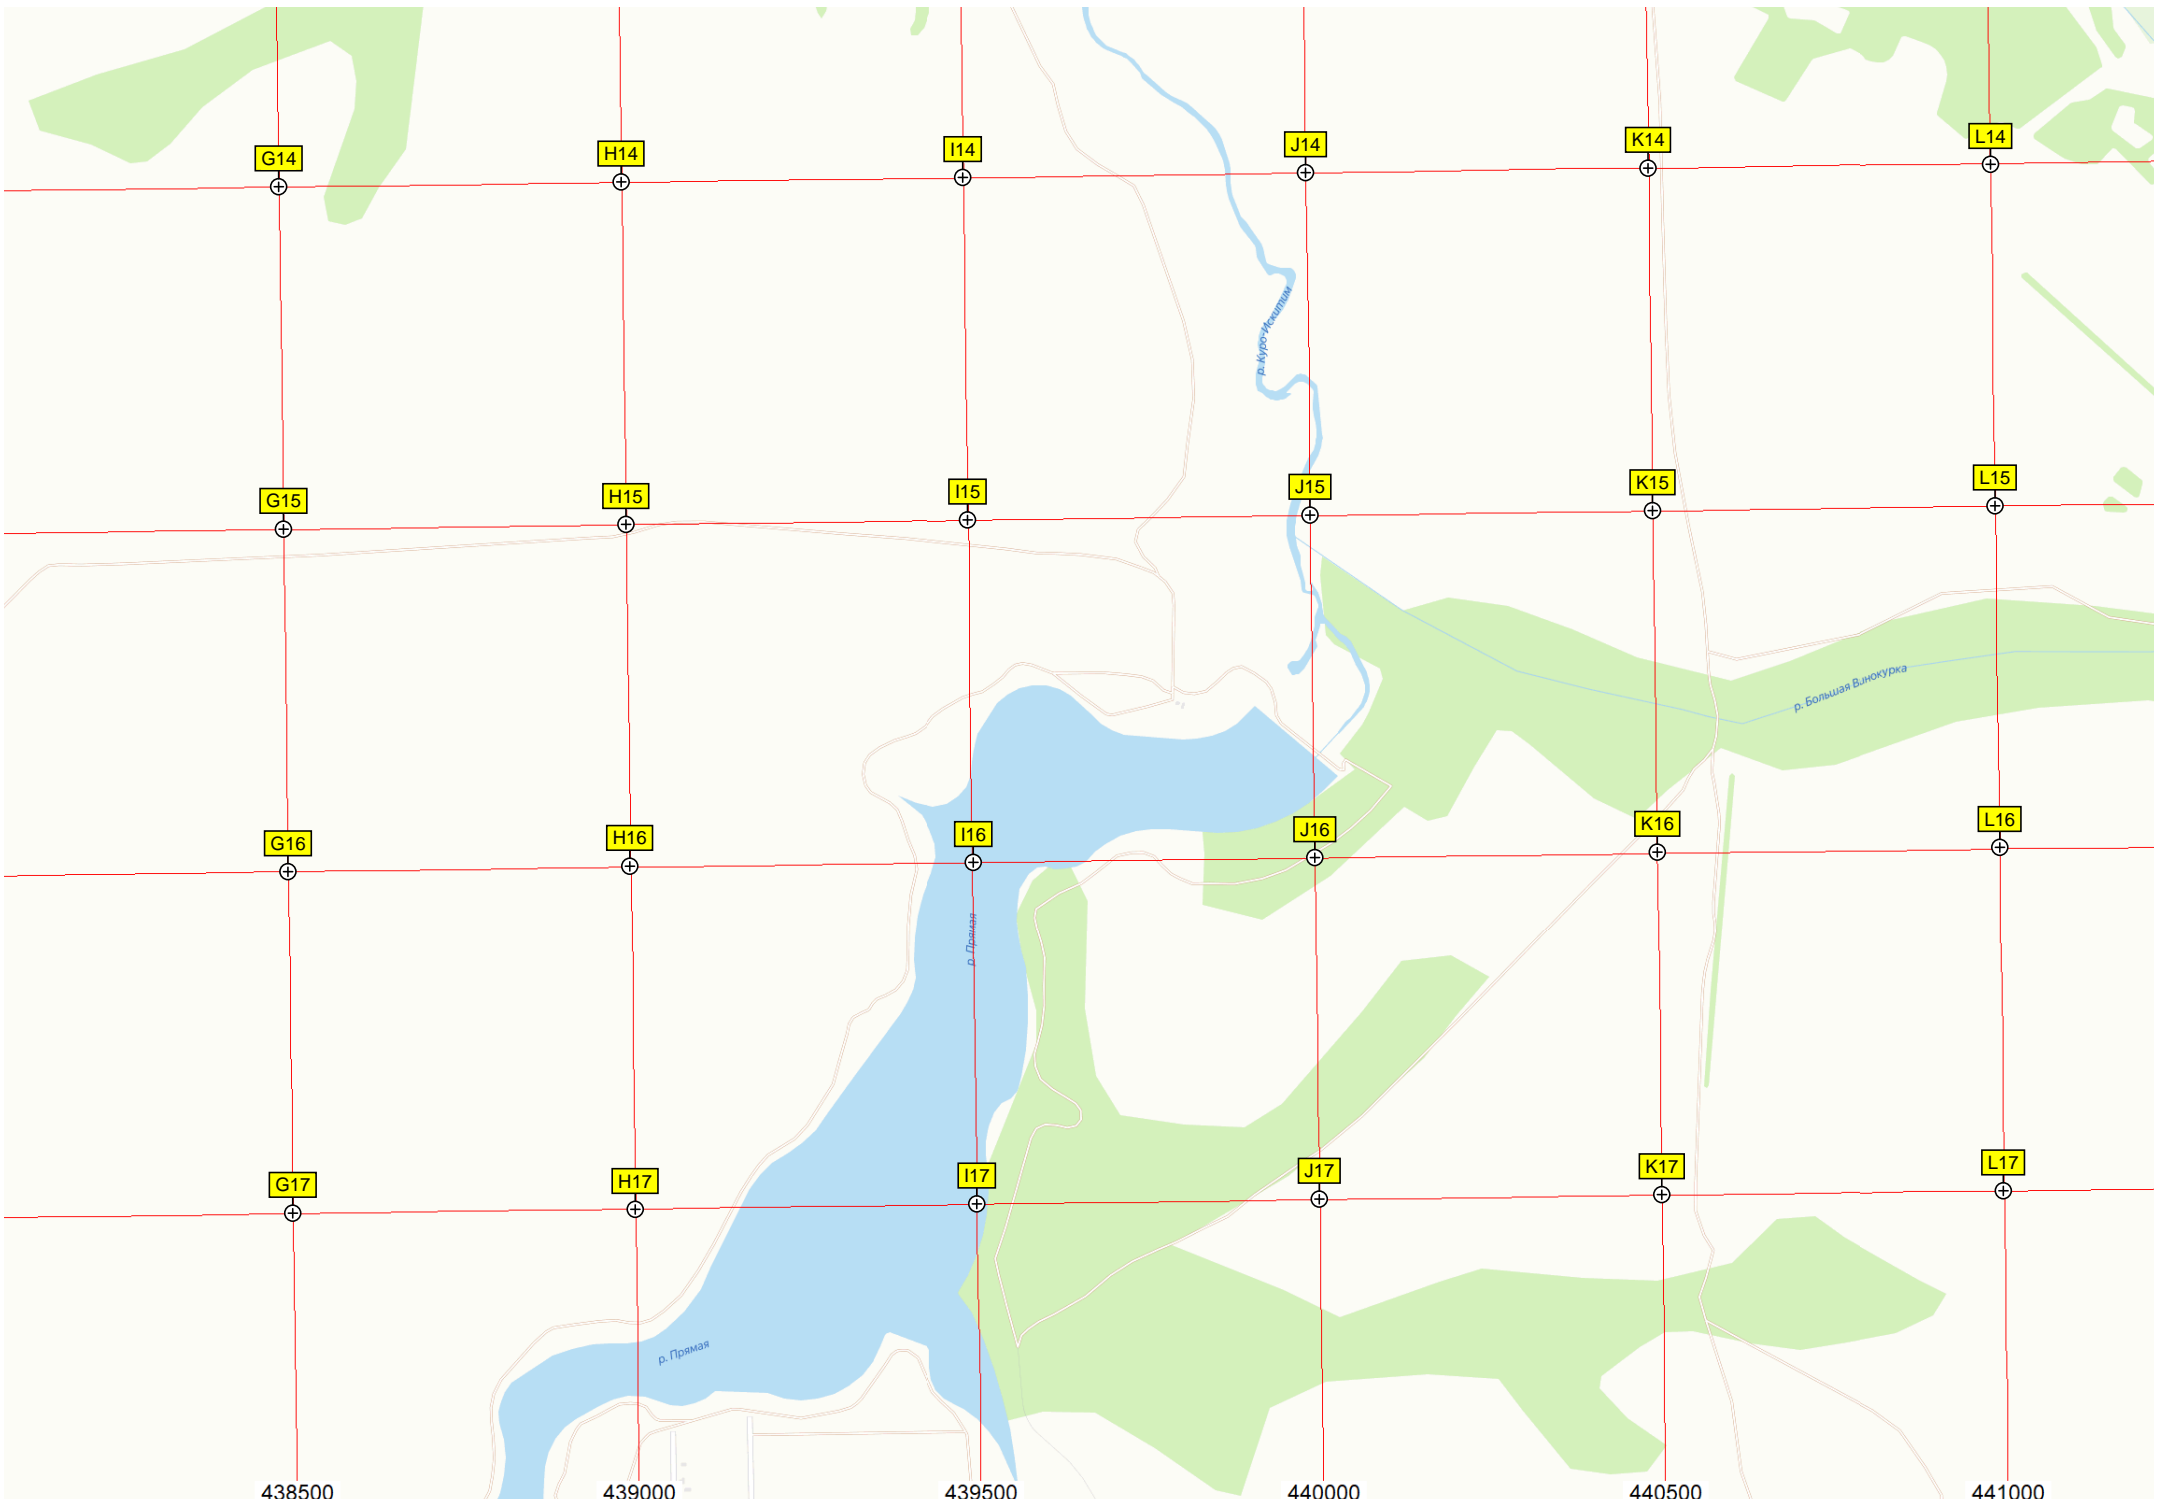 G14 H14 I14 J14 K14 L14
р. Куро-Искитим
G15 H15 I15 J15 K15 L15
р. Большая Винокурка
G16 H16 I16 J16 K16 L16
р. Прямая
G17 H17 I17 J17 K17 L17
р. Прямая
438500 439000 439500 440000 440500 441000